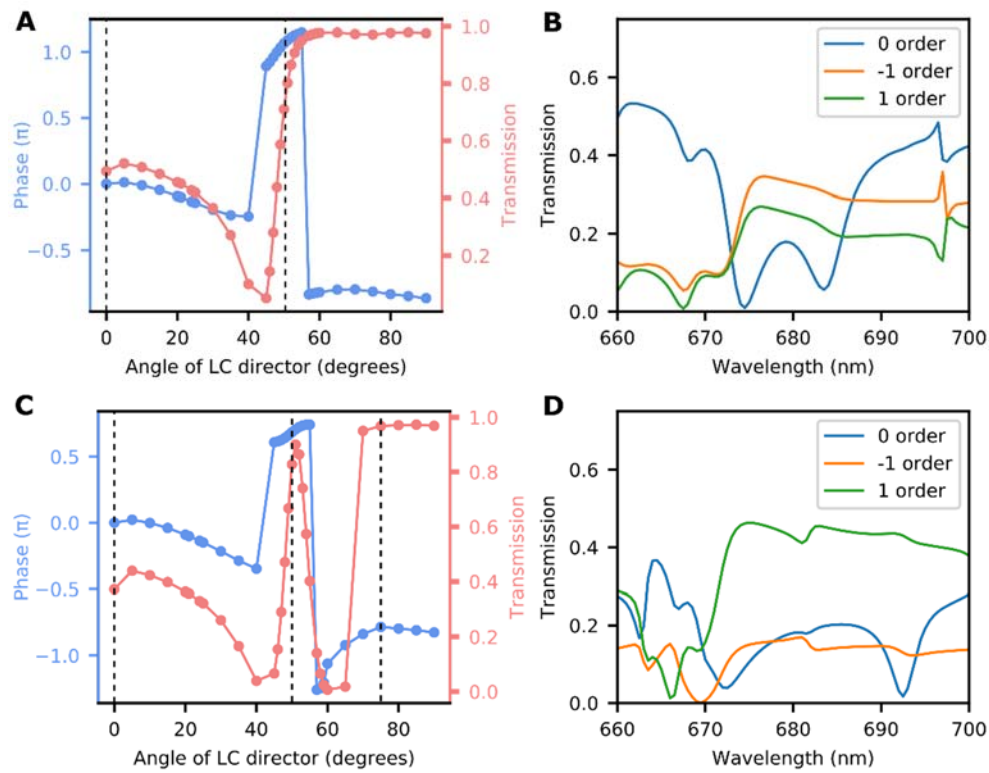 A
Phase (π)
1.0
0.5
0.0
−0.5
1.0
0.8
0.6
0.4
0.2
Transmission
0 20 40 60 80
Angle of LC director (degrees)
B
Transmission
0.6
0.4
0.2
0.0
0 order
-1 order
1 order
660 670 680 690 700
Wavelength (nm)
C
Phase (π)
0.5
0.0
−0.5
−1.0
1.0
0.8
0.6
0.4
0.2
0.0
Transmission
0 20 40 60 80
Angle of LC director (degrees)
D
Transmission
0.6
0.4
0.2
0.0
0 order
-1 order
1 order
660 670 680 690 700
Wavelength (nm)